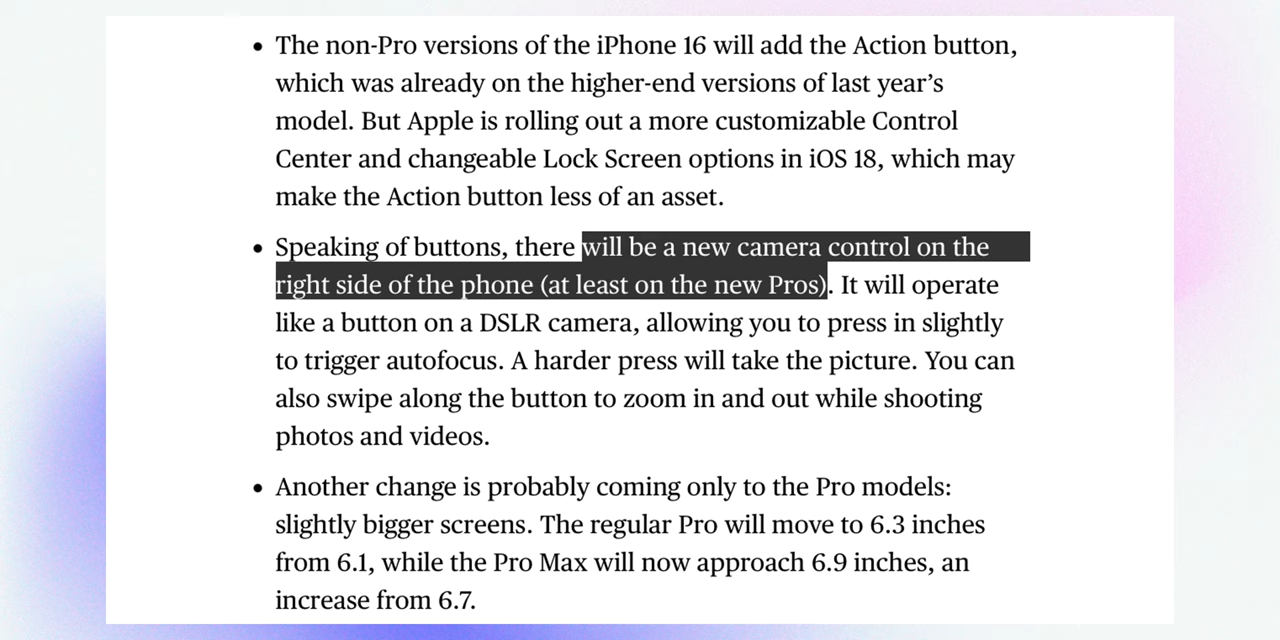 • The non-Pro versions of the iPhone 16 will add the Action button,
which was already on the higher-end versions of last year’s
model. But Apple is rolling out a more customizable Control
Center and changeable Lock Screen options in iOS 18, which may
make the Action button less of an asset.
• Speaking of buttons, there will be a new camera control on the
right side of the phone (at least on the new Pros). It will operate
like a button on a DSLR camera, allowing you to press in slightly
to trigger autofocus. A harder press will take the picture. You can
also swipe along the button to zoom in and out while shooting
photos and videos.
• Another change is probably coming only to the Pro models:
slightly bigger screens. The regular Pro will move to 6.3 inches
from 6.1, while the Pro Max will now approach 6.9 inches, an
increase from 6.7.